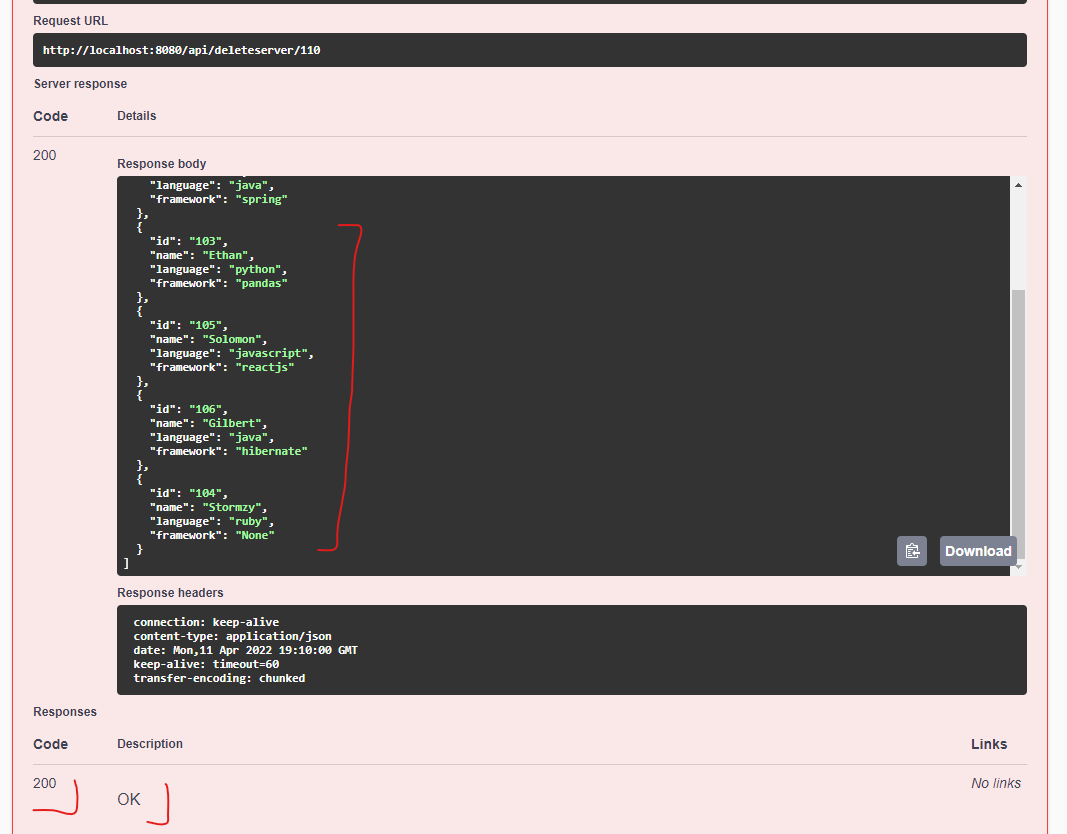 Request URL
http://localhost:8080/api/deleteserver/110
Server response
Code Details
200
Response body
"language": "java",
"framework": "spring"
},
{
"id": "103",
"name": "Ethan",
"language": "python",
"framework": "pandas"
},
{
"id": "105",
"name": "Solomon",
"language": "javascript",
"framework": "reactjs"
},
{
"id": "106",
"name": "Gilbert",
"language": "java",
"framework": "hibernate"
},
{
"id": "104",
"name": "Stormzy",
"language": "ruby",
"framework": "None"
}
]
Download
Response headers
connection: keep-alive
content-type: application/json
date: Mon,11 Apr 2022 19:10:00 GMT
keep-alive: timeout=60
transfer-encoding: chunked
Responses
Code Description Links
200 No links
OK